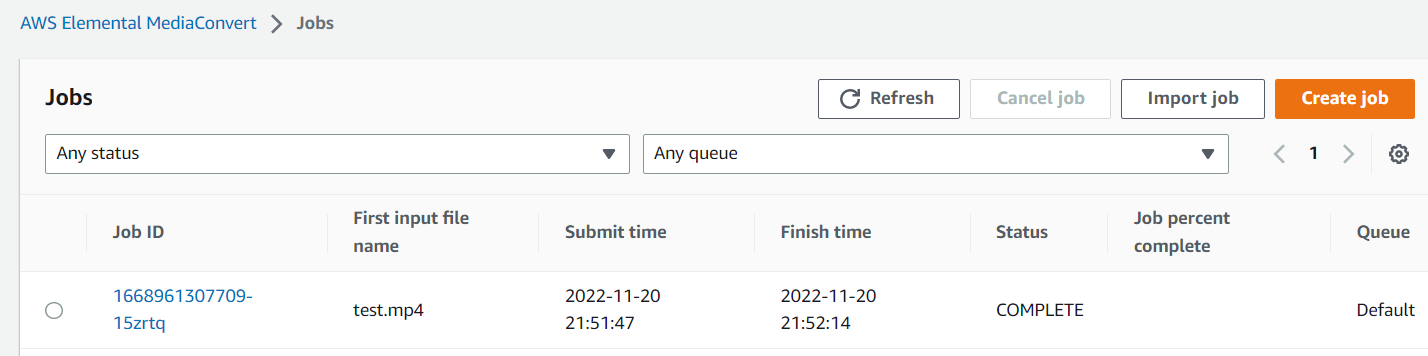 AWS Elemental MediaConvert > Jobs
Jobs
Refresh
Cancel job
Import job
Create job
Any status
Any queue
1
Job ID
First input file
name
Submit time
Finish time
Status
Job percent
complete
Queue
1668961307709-
15zrtq
test.mp4
2022-11-20
21:51:47
2022-11-20
21:52:14
COMPLETE
Default